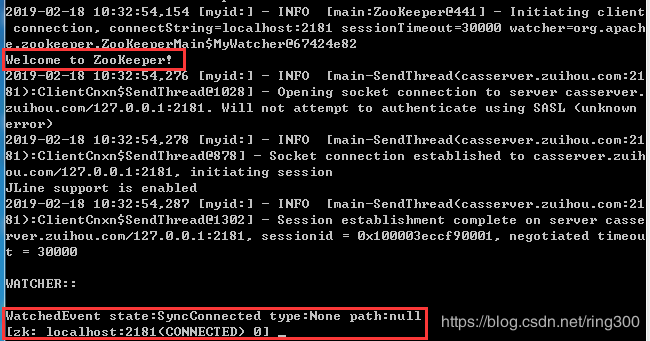 2019-02-18 10:32:54,154 [myid:] - INFO  [main:ZooKeeper@441] - Initiating client
 connection, connectString=localhost:2181 sessionTimeout=30000 watcher=org.apach
e.zookeeper.ZooKeeperMain$MyWatcher@67424e82
Welcome to ZooKeeper!
2019-02-18 10:32:54,276 [myid:] - INFO  [main-SendThread(casserver.zuihou.com:21
81):ClientCnxn$SendThread@1028] - Opening socket connection to server casserver.
zuihou.com/127.0.0.1:2181. Will not attempt to authenticate using SASL (unknown
error)
2019-02-18 10:32:54,278 [myid:] - INFO  [main-SendThread(casserver.zuihou.com:21
81):ClientCnxn$SendThread@878] - Socket connection established to casserver.zuih
ou.com/127.0.0.1:2181, initiating session
JLine support is enabled
2019-02-18 10:32:54,287 [myid:] - INFO  [main-SendThread(casserver.zuihou.com:21
81):ClientCnxn$SendThread@1302] - Session establishment complete on server casse
rver.zuihou.com/127.0.0.1:2181, sessionid = 0x100003eccf90001, negotiated timeou
t = 30000
WATCHER::
WatchedEvent state:SyncConnected type:None path:null
[zk: localhost:2181(CONNECTED) 0] _
https://blog.csdn.net/ring300